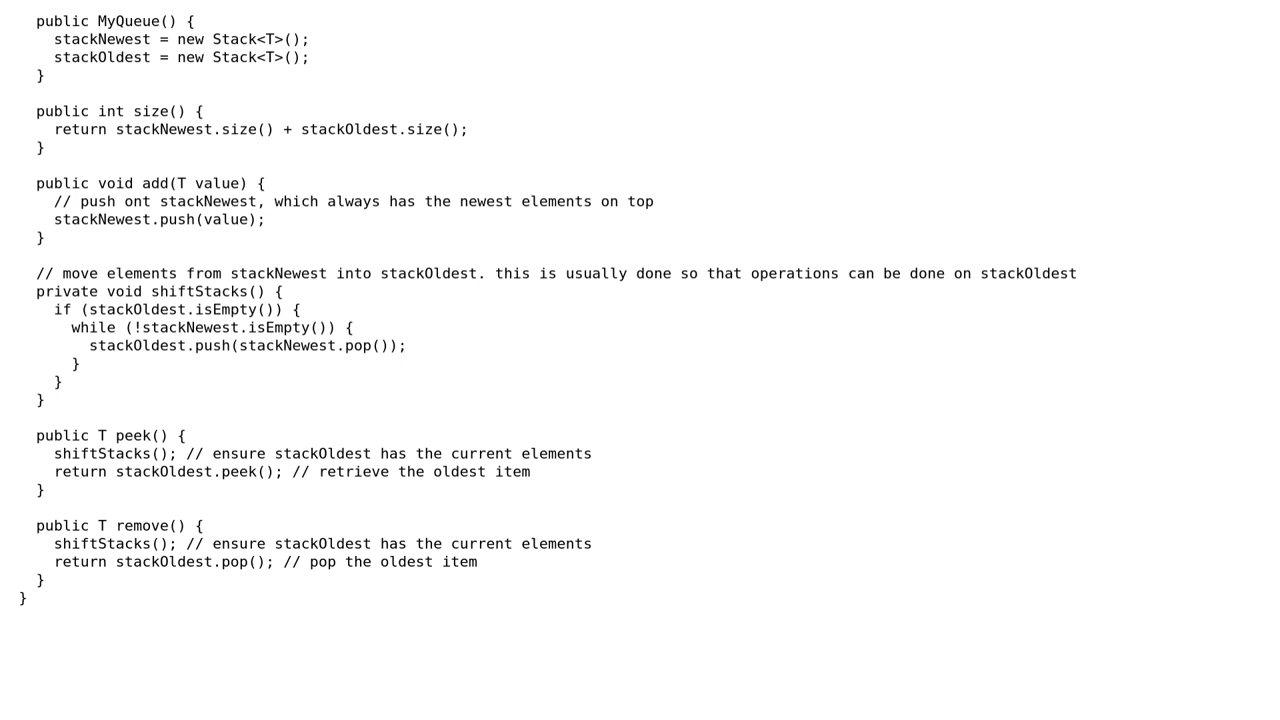 public MyQueue() {
stackNewest = new Stack<T>();
stackOldest = new Stack<T>();
}
public int size() {
return stackNewest.size() + stackOldest.size();
}
public void add(T value) {
// push ont stackNewest, which always has the newest elements on top
stackNewest.push(value);
}
// move elements from stackNewest into stackOldest. this is usually done so that operations can be done on stackOldest
private void shiftStacks() {
if (stackOldest.isEmpty()) {
while (!stackNewest.isEmpty()) {
stackOldest.push(stackNewest.pop());
}
}
}
public T peek() {
shiftStacks(); // ensure stackOldest has the current elements
return stackOldest.peek(); // retrieve the oldest item
}
public T remove() {
shiftStacks(); // ensure stackOldest has the current elements
return stackOldest.pop(); // pop the oldest item
}
}